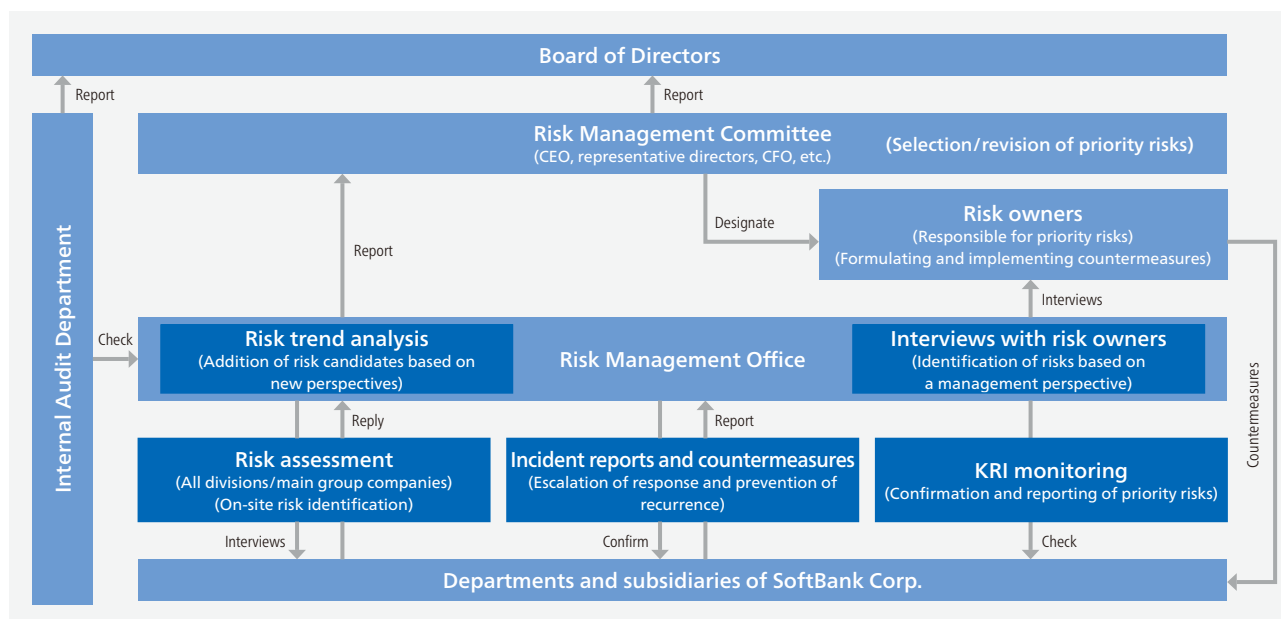 Board of Directors
Report
Report
Risk Management Committee
(CEO, representative directors, CFO, etc.)
(Selection/revision of priority risks)
Internal Audit Department
Designate
Risk owners
(Responsible for priority risks)
(Formulating and implementing countermeasures)
Report
Interviews
Check
Risk trend analysis
(Addition of risk candidates based on
new perspectives)
Risk Management Office
Interviews with risk owners
(Identification of risks based on
a management perspective)
Countermeasures
Reply
Report
Risk assessment
(All divisions/main group companies)
(On-site risk identification)
Incident reports and countermeasures
(Escalation of response and prevention of
recurrence)
KRI monitoring
(Confirmation and reporting of priority risks)
Interviews
Confirm
Check
Departments and subsidiaries of SoftBank Corp.